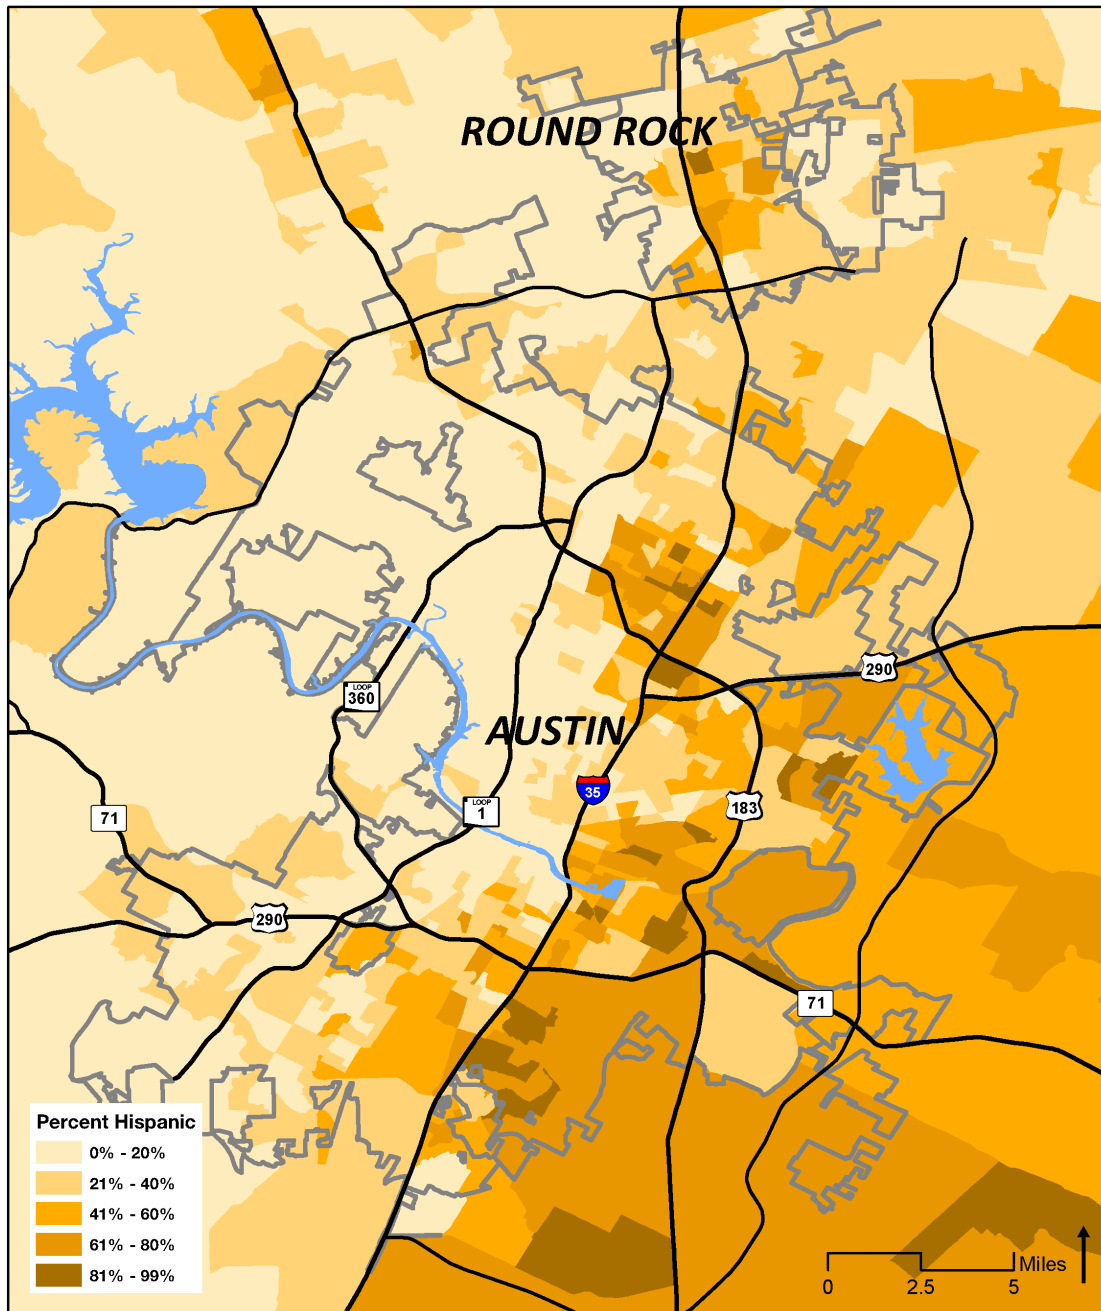 ROUND ROCK
290
LOOP
360
AUSTIN
35
LOOP
1
183
71
290
71
Percent Hispanic
0% - 20%
21% - 40%
41% - 60%
61% - 80%
81% - 99%
Miles
0 2.5 5